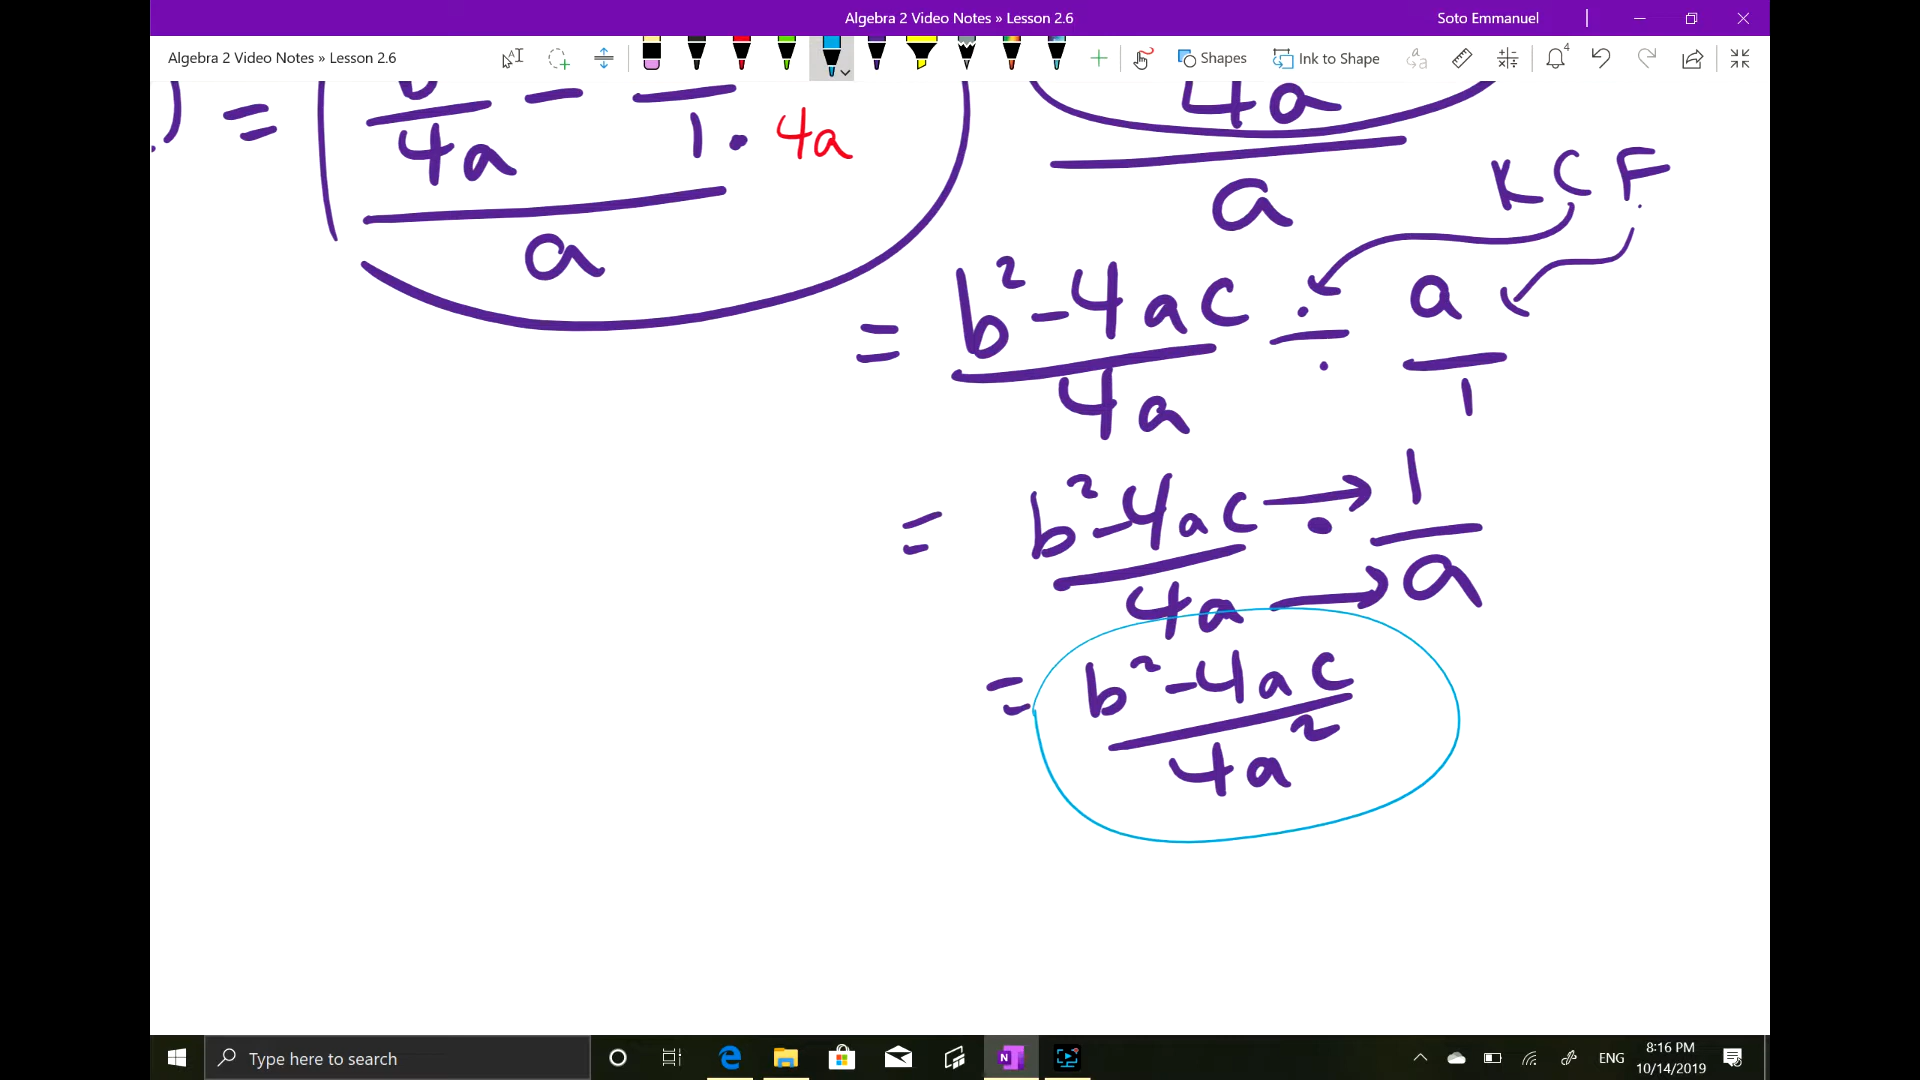 Algebra 2 Video Notes » Lesson 2.6
Soto Emmanuel
Algebra 2 Video Notes » Lesson 2.6
Shapes
Ink to Shape
4
) = ( b/4a − /1 · 4a
a
4a
a
K C F
= b² - 4ac / 4a ÷ a / 1
= b² - 4ac / 4a · 1 / a
= b² - 4ac / 4a²
Type here to search
ENG
8:16 PM
10/14/2019